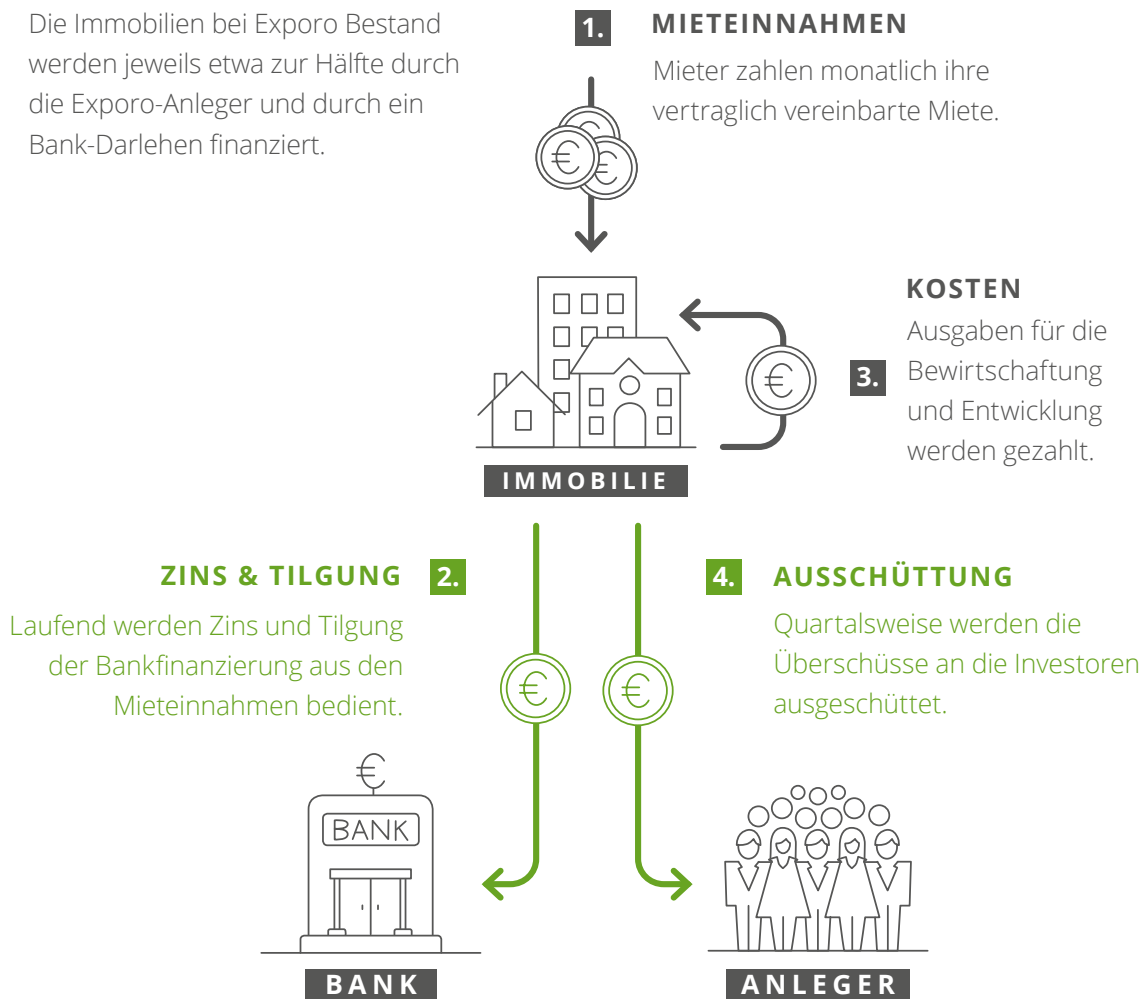 Die Immobilien bei Exporo Bestand
werden jeweils etwa zur Hälfte durch
die Exporo-Anleger und durch ein
Bank-Darlehen finanziert.
1.
MIETEINNAHMEN
Mieter zahlen monatlich ihre
vertraglich vereinbarte Miete.
€
€
€
KOSTEN
3.
Ausgaben für die
Bewirtschaftung
und Entwicklung
werden gezahlt.
€
IMMOBILIE
ZINS & TILGUNG
2.
Laufend werden Zins und Tilgung
der Bankfinanzierung aus den
Mieteinnahmen bedient.
€
4.
AUSSCHÜTTUNG
Quartalsweise werden die
Überschüsse an die Investoren
ausgeschüttet.
€
€
BANK
BANK
ANLEGER